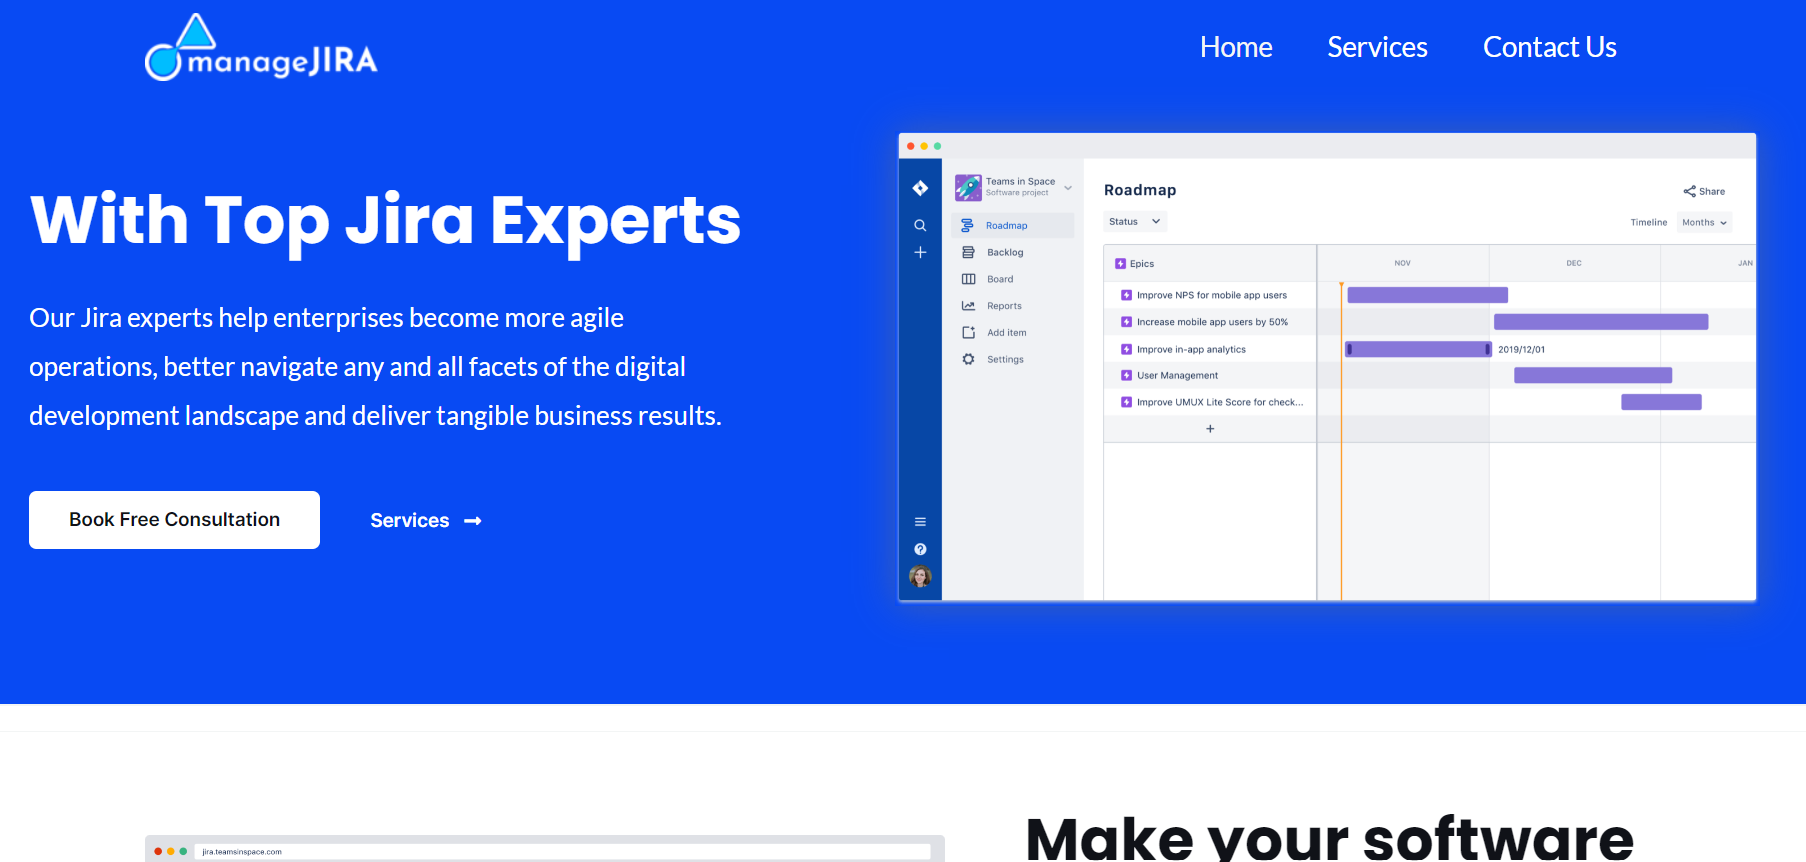 manageJIRA
Home
Services
Contact Us
With Top Jira Experts
Our Jira experts help enterprises become more agile
operations, better navigate any and all facets of the digital
development landscape and deliver tangible business results.
Book Free Consultation
Services
Teams in Space
Software project
Roadmap
Backlog
Board
Reports
Add item
Settings
Roadmap
Share
Status
Timeline
Months
Epics
NOV
DEC
JAN
Improve NPS for mobile app users
Increase mobile app users by 50%
Improve in-app analytics
2019/12/01
User Management
Improve UMUX Lite Score for check...
Make your software
jira.teamsinspace.com